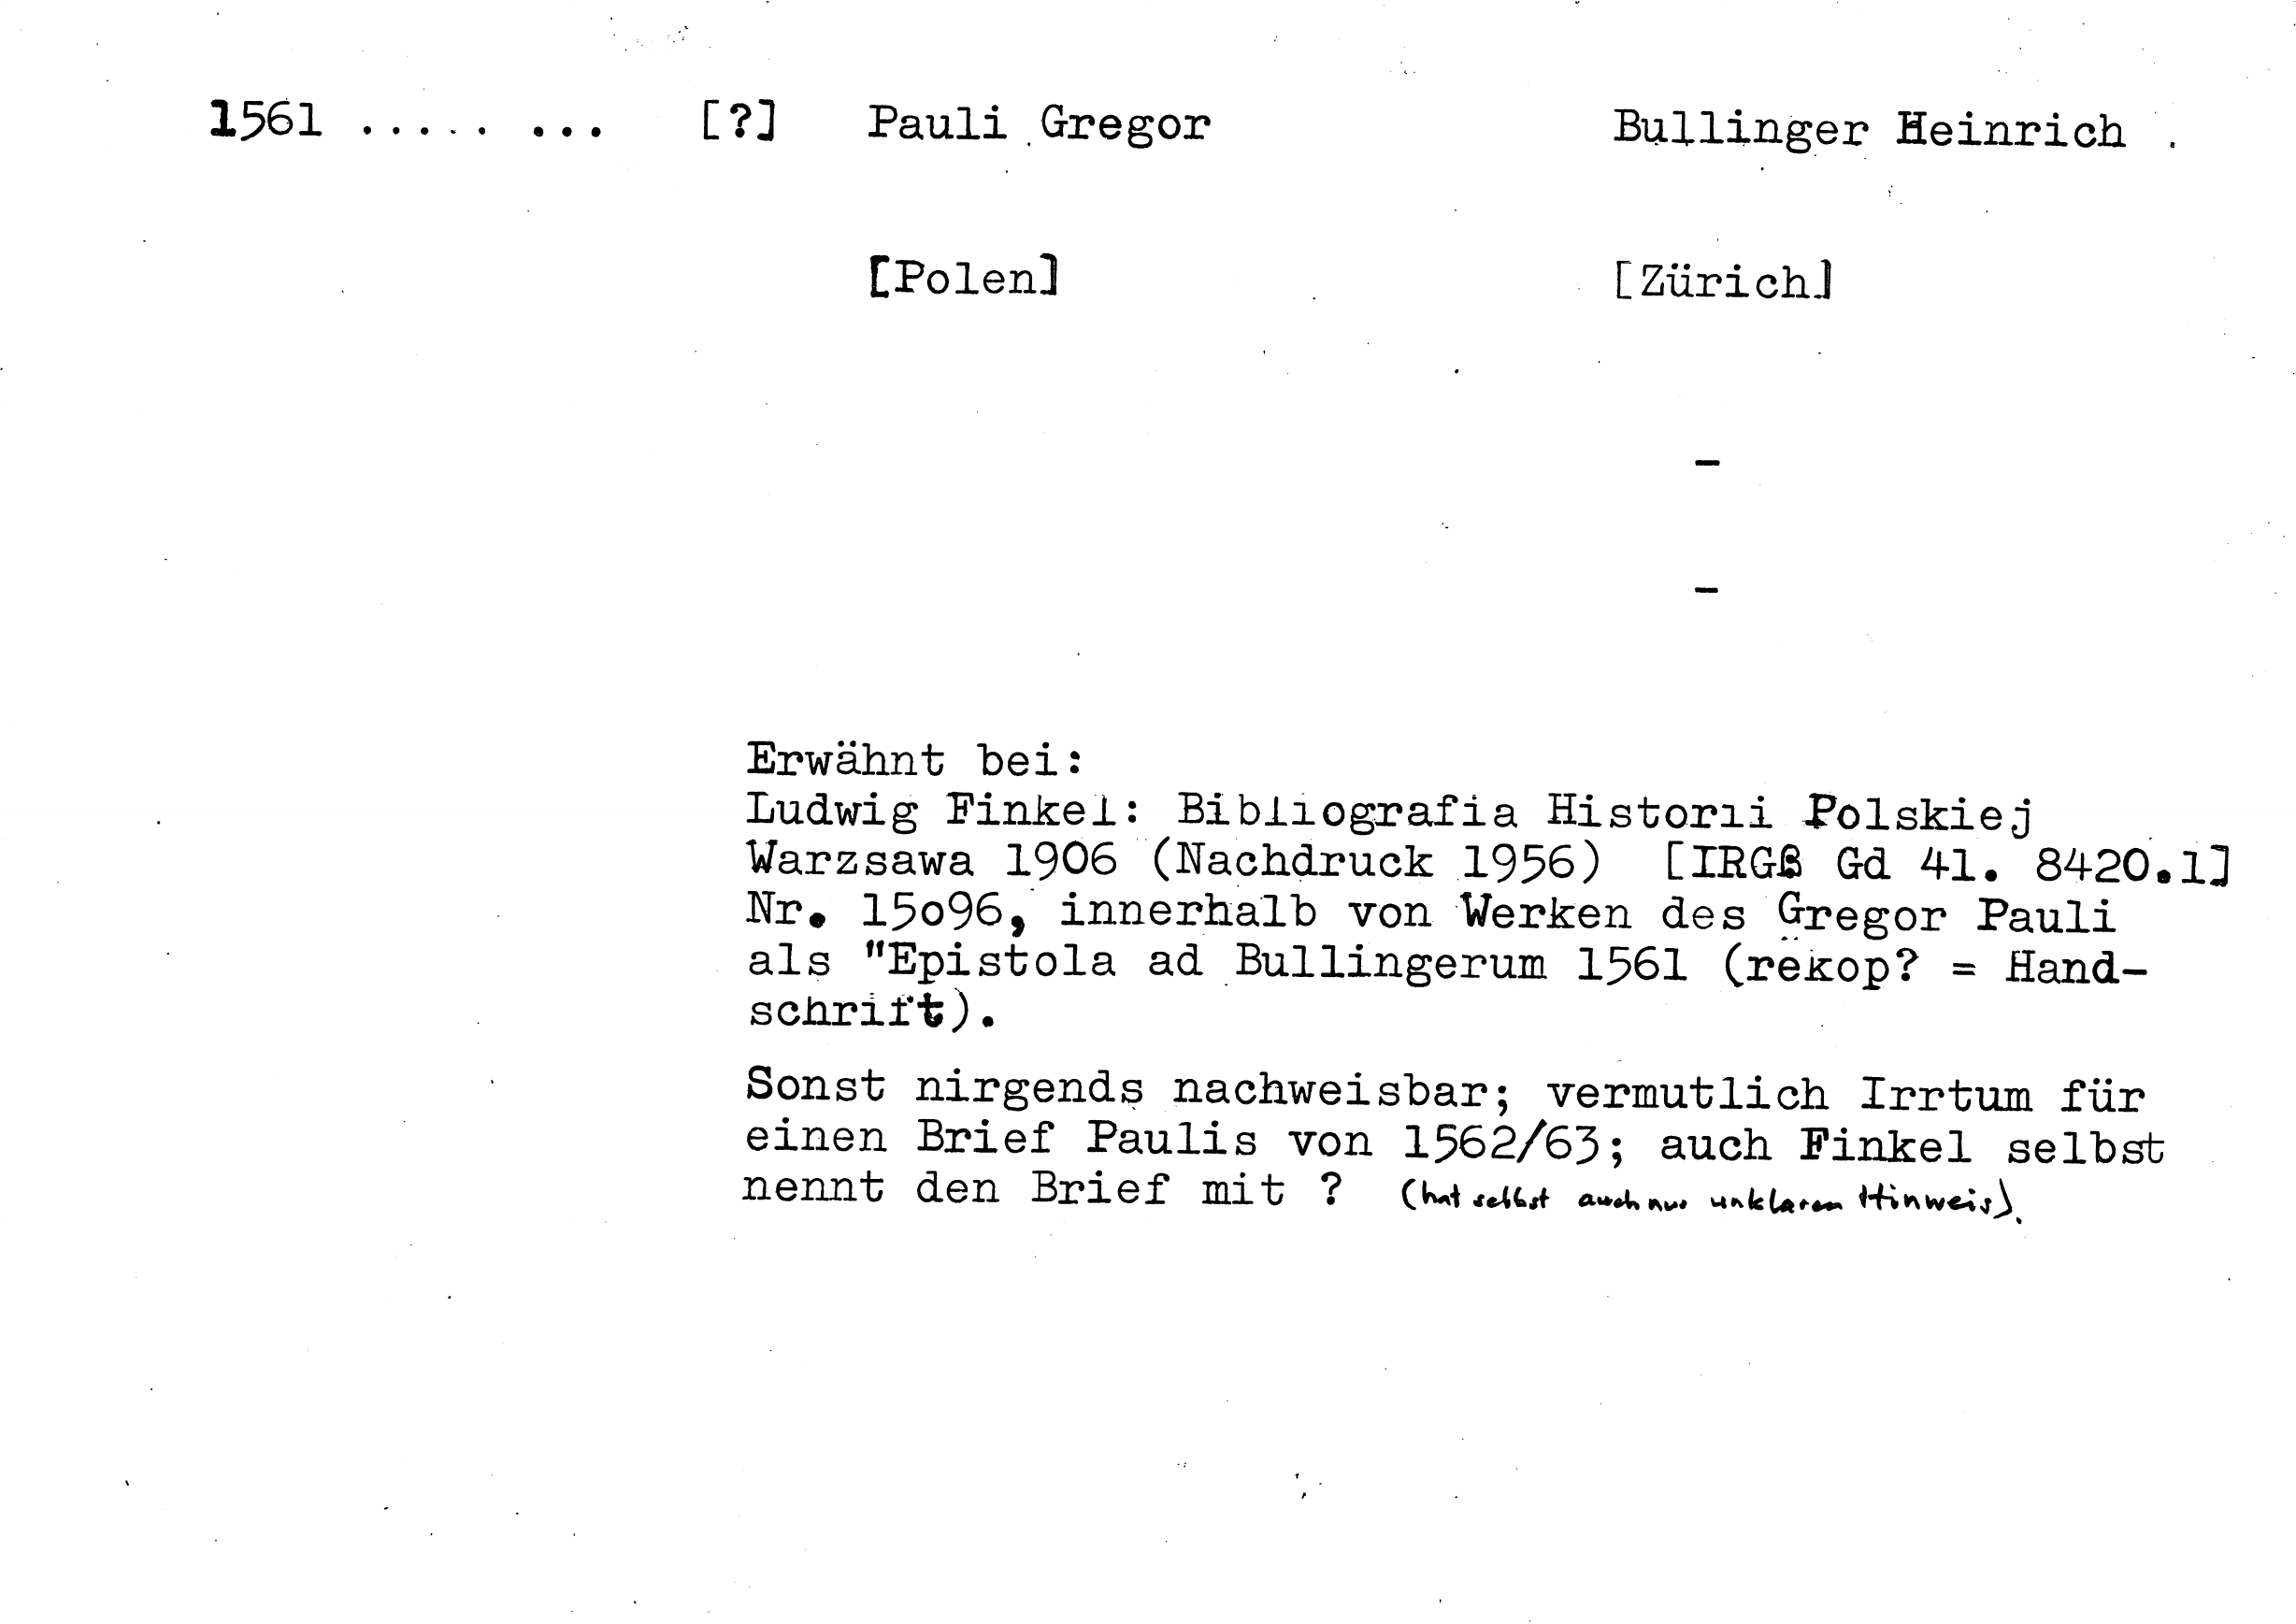 1561 ..... ... [?] Pauli Gregor Bullinger Heinrich
[Polen] [Zürich]
-
-
Erwähnt bei:
Ludwig Finkel: Bibliografia Historii Polskiej
Warzsawa 1906 (Nachdruck 1956) [IRGB Gd 41. 8420.1]
Nr. 15o96, innerhalb von Werken des Gregor Pauli
als "Epistola ad Bullingerum 1561 (rëkop? = Hand-
schrift).
Sonst nirgends nachweisbar; vermutlich Irrtum für
einen Brief Paulis von 1562/63; auch Finkel selbst
nennt den Brief mit ? (hat selbst auch nur unklaren Hinweis).